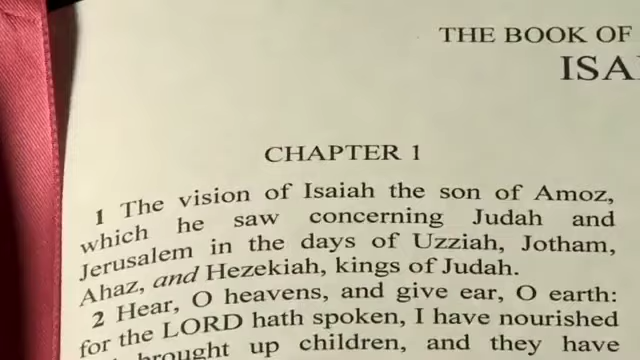 THE BOOK OF
CHAPTER 1
1 The vision of Isaiah the son of Amoz,
which he saw concerning Judah and
Jerusalem in the days of Uzziah, Jotham,
Ahaz, and Hezekiah, kings of Judah.
2 Hear, O heavens, and give ear, O earth:
for the LORD hath spoken, I have nourished
brought up children, and they have